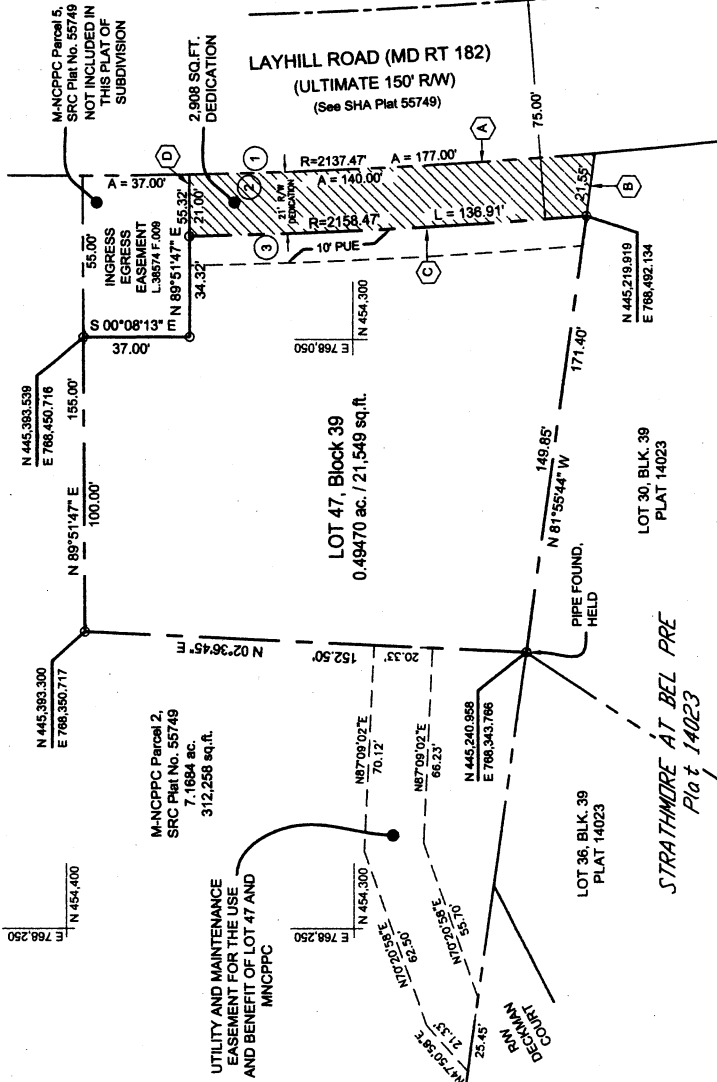 M-NCPPC Parcel 5,
SRC Plat No. 55749
NOT INCLUDED IN
THIS PLAT OF
SUBDIVISION
2,908 SQ.FT.
DEDICATION
LAYHILL ROAD (MD RT 182)
(ULTIMATE 150' R/W)
(See SHA Plat 55749)
75.00'
A
B
C
D
1
2
3
R=2137.47'
A = 177.00'
A = 37.00'
A = 140.00'
21' R/W
DEDICATION
R=2158.47'
L = 136.91'
10' PUE
21.55'
55.32'
21.00'
N 89°51'47" E
34.32'
55.00'
INGRESS
EGRESS
EASEMENT
L.38574 F.009
S 00°08'13" E
37.00'
N 445,393.539
E 768,450.716
155.00'
N 89°51'47" E
100.00'
N 445,393.300
E 768,350.717
N 454,300
E 768,050
N 445,219.919
E 768,492.134
171.40'
149.85'
N 81°55'44" W
LOT 47, Block 39
0.49470 ac. / 21,549 sq.ft.
LOT 30, BLK. 39
PLAT 14023
PIPE FOUND,
HELD
N 02°36'45" E
152.50'
20.33'
M-NCPPC Parcel 2,
SRC Plat No. 55749
7.1684 ac.
312,258 sq.ft.
N87°09'02"E
70.12'
N87°09'02"E
66.23'
N 445,240.958
E 768,343.766
STRATHMORE AT BEL PRE
Plat 14023
LOT 36, BLK. 39
PLAT 14023
N 454,400
E 768,250
N 454,300
E 768,250
UTILITY AND MAINTENANCE
EASEMENT FOR THE USE
AND BENEFIT OF LOT 47 AND
MNCPPC
N70°20'58"E
62.50'
N70°20'58"E
55.70'
N47°50'58"E
21.33'
25.45'
R/W
DECKMAN
COURT